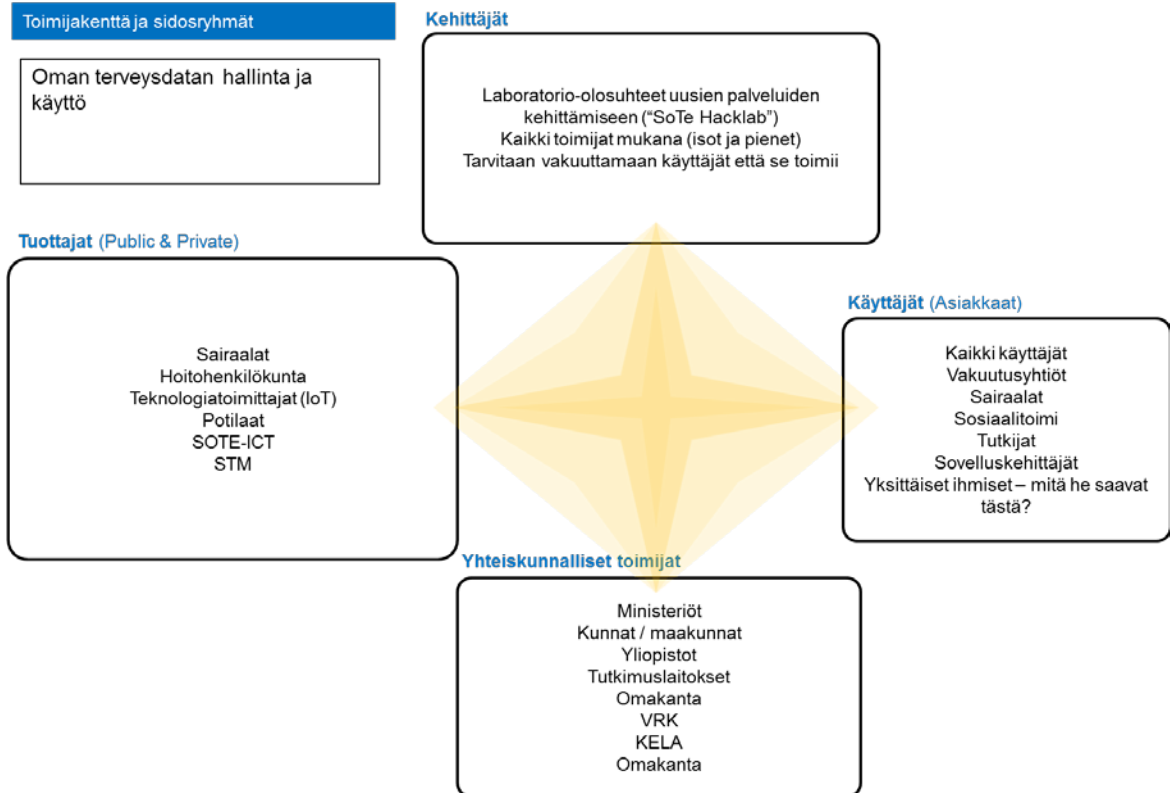 Toimijakenttä ja sidosryhmät
Oman terveysdatan hallinta ja
käyttö
Kehittäjät
Laboratorio-olosuhteet uusien palveluiden
kehittämiseen (“SoTe Hacklab”)
Kaikki toimijat mukana (isot ja pienet)
Tarvitaan vakuuttamaan käyttäjät että se toimii
Tuottajat (Public & Private)
Sairaalat
Hoitohenkilökunta
Teknologiatoimittajat (IoT)
Potilaat
SOTE-ICT
STM
Käyttäjät (Asiakkaat)
Kaikki käyttäjät
Vakuutusyhtiöt
Sairaalat
Sosiaalitoimi
Tutkijat
Sovelluskehittäjät
Yksittäiset ihmiset – mitä he saavat
tästä?
Yhteiskunnalliset toimijat
Ministeriöt
Kunnat / maakunnat
Yliopistot
Tutkimuslaitokset
Omakanta
VRK
KELA
Omakanta